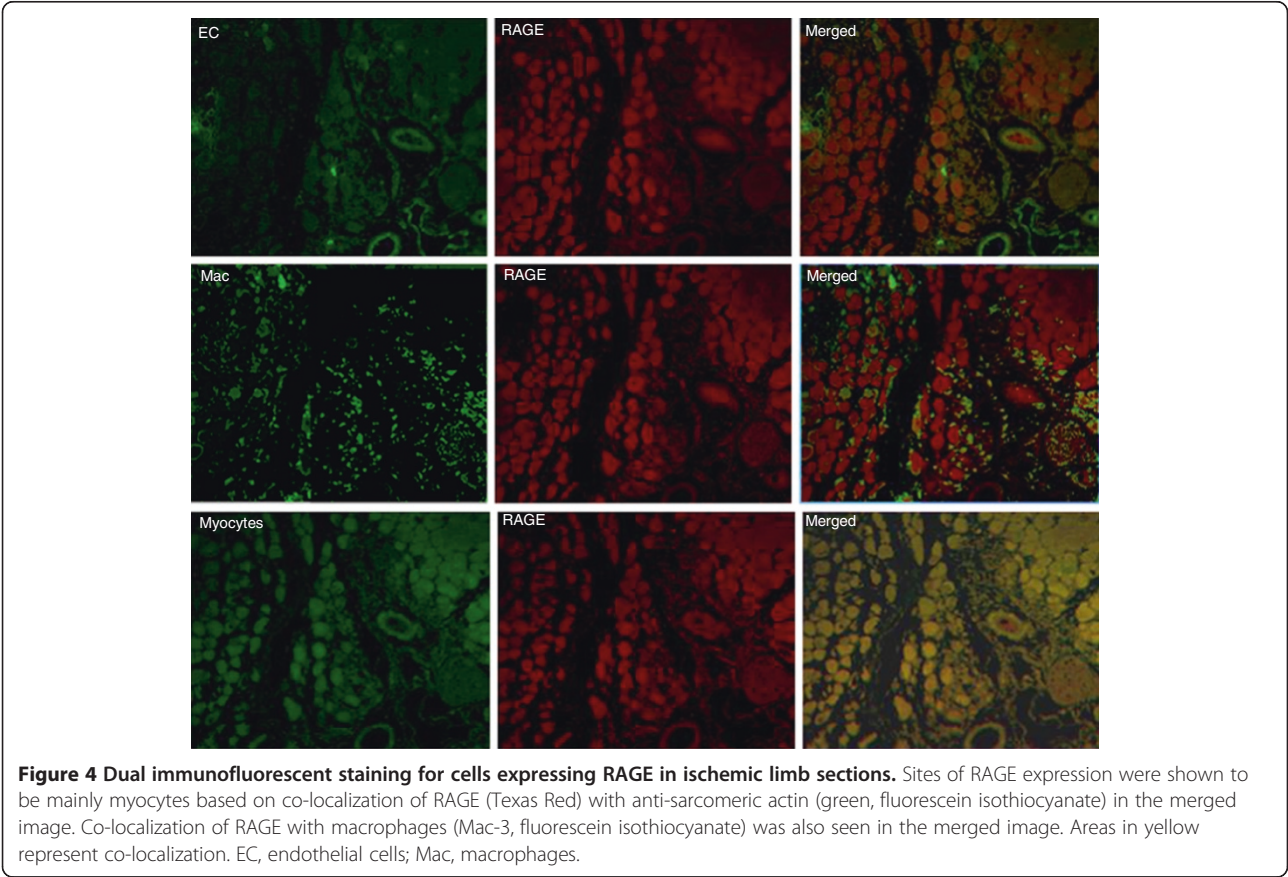 EC RAGE Merged
Mac RAGE Merged
Myocytes RAGE Merged
Figure 4 Dual immunofluorescent staining for cells expressing RAGE in ischemic limb sections. Sites of RAGE expression were shown to
be mainly myocytes based on co-localization of RAGE (Texas Red) with anti-sarcomeric actin (green, fluorescein isothiocyanate) in the merged
image. Co-localization of RAGE with macrophages (Mac-3, fluorescein isothiocyanate) was also seen in the merged image. Areas in yellow
represent co-localization. EC, endothelial cells; Mac, macrophages.